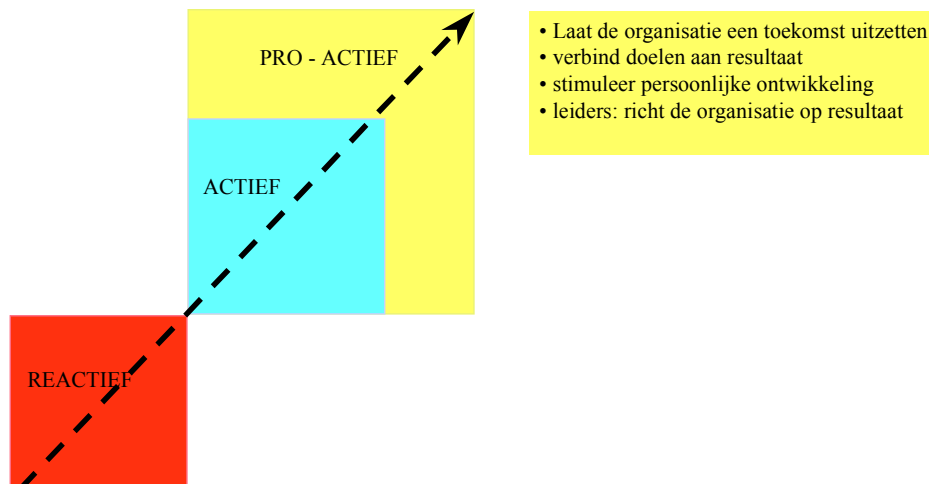 PRO - ACTIEF
ACTIEF
REACTIEF
• Laat de organisatie een toekomst uitzetten
• verbind doelen aan resultaat
• stimuleer persoonlijke ontwikkeling
• leiders: richt de organisatie op resultaat